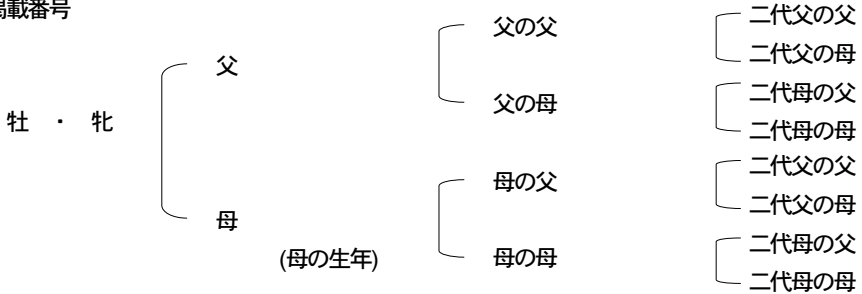 掲載番号
牡 ・ 牝
父
母
(母の生年)
父の父
父の母
母の父
母の母
二代父の父
二代父の母
二代母の父
二代母の母
二代父の父
二代父の母
二代母の父
二代母の母